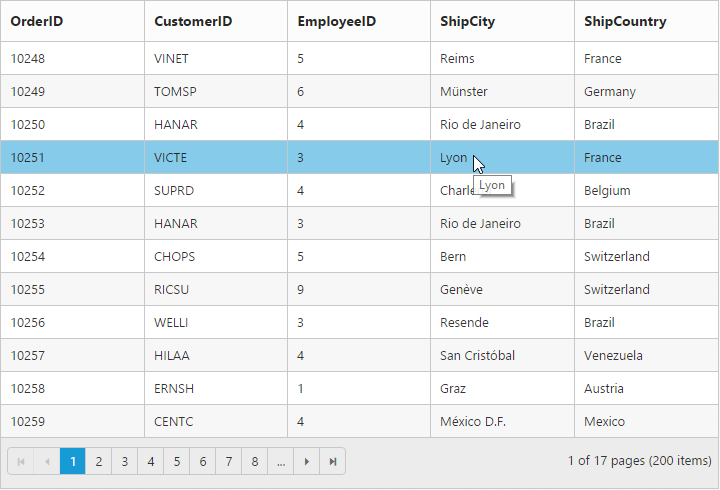 OrderID CustomerID EmployeeID ShipCity ShipCountry
10248 VINET 5 Reims France
10249 TOMSP 6 Münster Germany
10250 HANAR 4 Rio de Janeiro Brazil
10251 VICTE 3 Lyon France
Lyon
10252 SUPRD 4 Belgium
10253 HANAR 3 Rio de Janeiro Brazil
10254 CHOPS 5 Bern Switzerland
10255 RICSU 9 Genève Switzerland
10256 WELLI 3 Resende Brazil
10257 HILAA 4 San Cristóbal Venezuela
10258 ERNSH 1 Graz Austria
10259 CENTC 4 México D.F. Mexico
1 2 3 4 5 6 7 8 ... 1 of 17 pages (200 items)